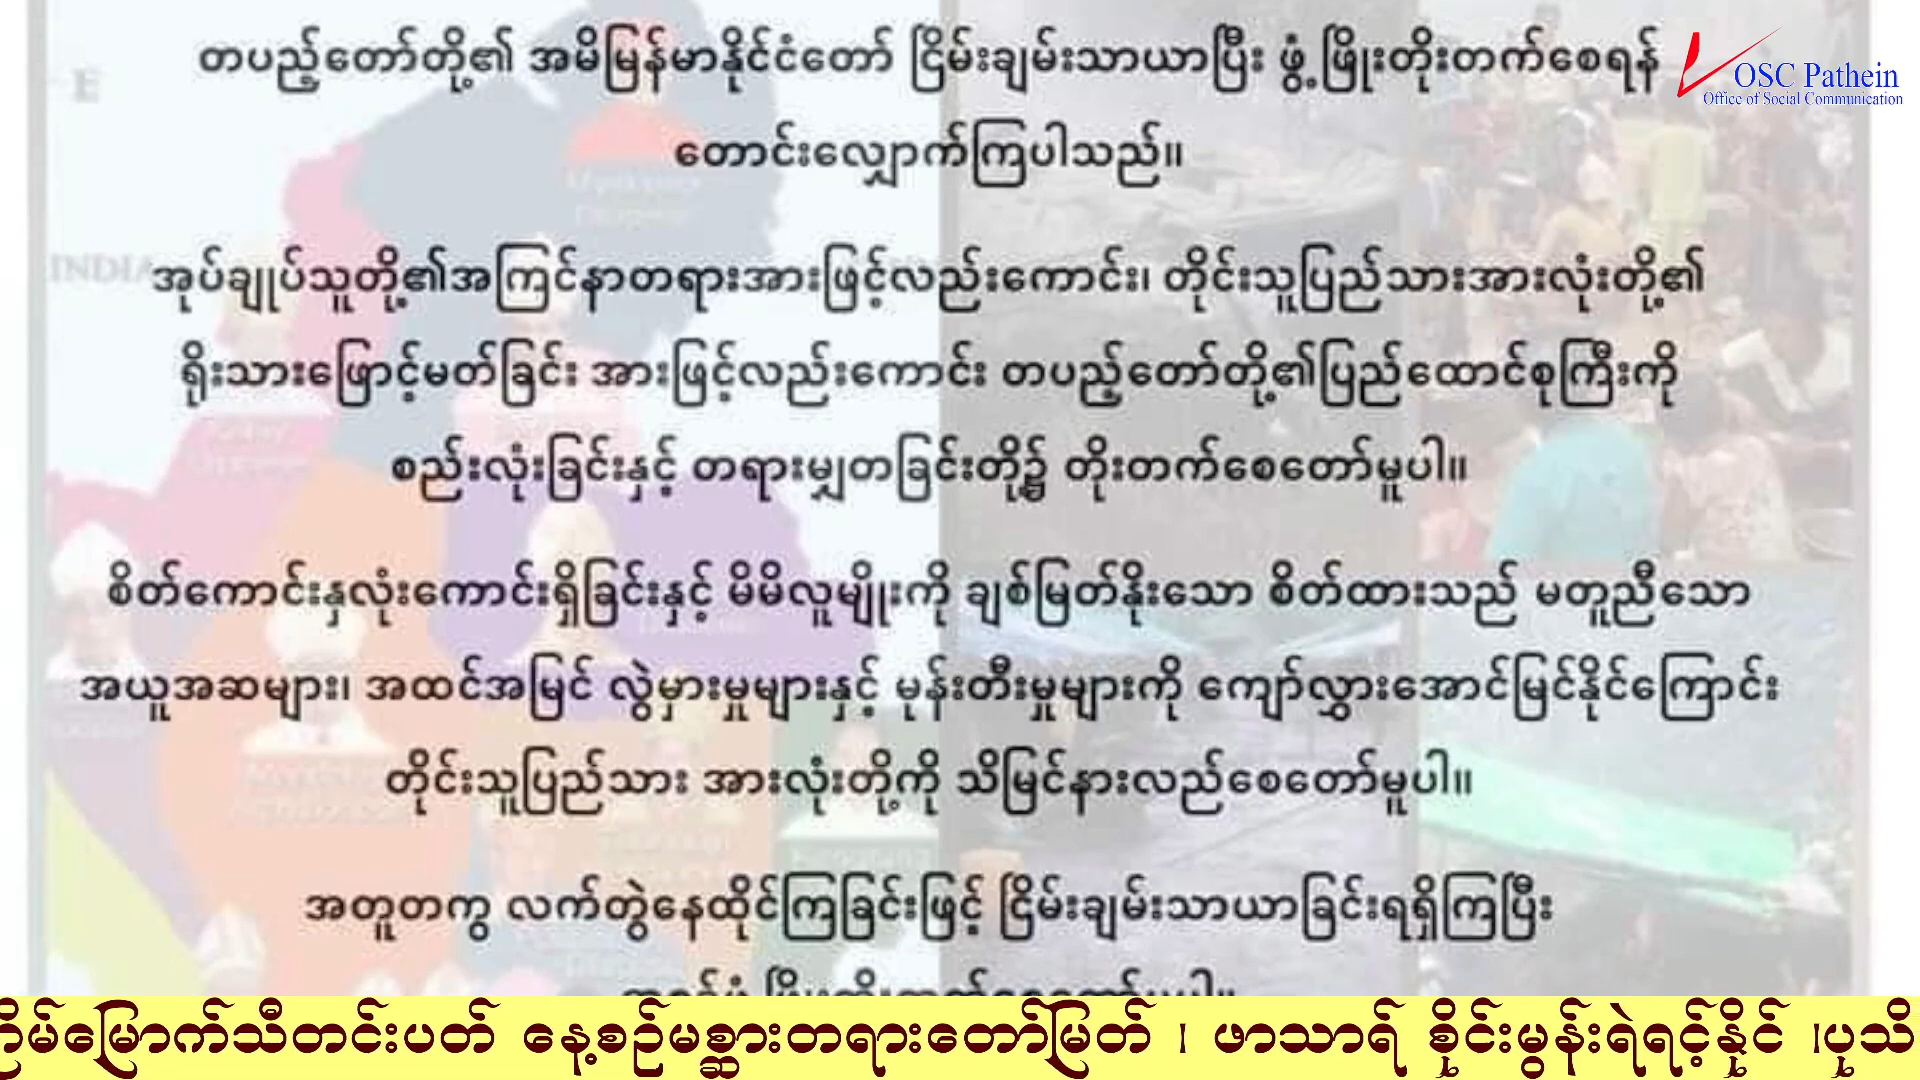 တပည့်တော်တို့၏ အမိမြန်မာနိုင်ငံတော် ငြိမ်းချမ်းသာယာပြီး ဖွံ့ဖြိုးတိုးတက်စေရန်
OSC Pathein
Office of Social Communication
တောင်းလျှောက်ကြပါသည်။
INDIA
အုပ်ချုပ်သူတို့၏အကြင်နာတရားအားဖြင့်လည်းကောင်း၊ တိုင်းသူပြည်သားအားလုံးတို့၏
ရိုးသားဖြောင့်မတ်ခြင်း အားဖြင့်လည်းကောင်း တပည့်တော်တို့၏ပြည်ထောင်စုကြီးကို
စည်းလုံးခြင်းနှင့် တရားမျှတခြင်းတို့၌ တိုးတက်စေတော်မူပါ။
စိတ်ကောင်းနှလုံးကောင်းရှိခြင်းနှင့် မိမိလူမျိုးကို ချစ်မြတ်နိုးသော စိတ်ထားသည် မတူညီသော
အယူအဆများ၊ အထင်အမြင် လွဲမှားမှုများနှင့် မုန်းတီးမှုများကို ကျော်လွှားအောင်မြင်နိုင်ကြောင်း
တိုင်းသူပြည်သား အားလုံးတို့ကို သိမြင်နားလည်စေတော်မူပါ။
အတူတကွ လက်တွဲနေထိုင်ကြခြင်းဖြင့် ငြိမ်းချမ်းသာယာခြင်းရရှိကြပြီး
မြောက်သီတင်းပတ် နေ့စဉ်မစ္ဆားတရားတော်မြတ် ၊ ဖာသာရ် စိုင်းမွန်းရဲရင့်နိုင် ၊ပုသိ